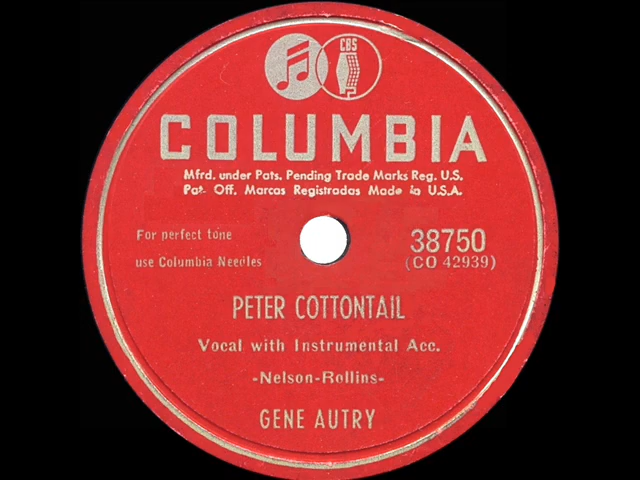 CBS
COLUMBIA
Mfrd. under Pats. Pending Trade Marks Reg. U.S.
Pat. Off. Marcas Registradas Made in U.S.A.
For perfect tone
use Columbia Needles
38750
(CO 42939)
PETER COTTONTAIL
Vocal with Instrumental Acc.
-Nelson-Rollins-
GENE AUTRY